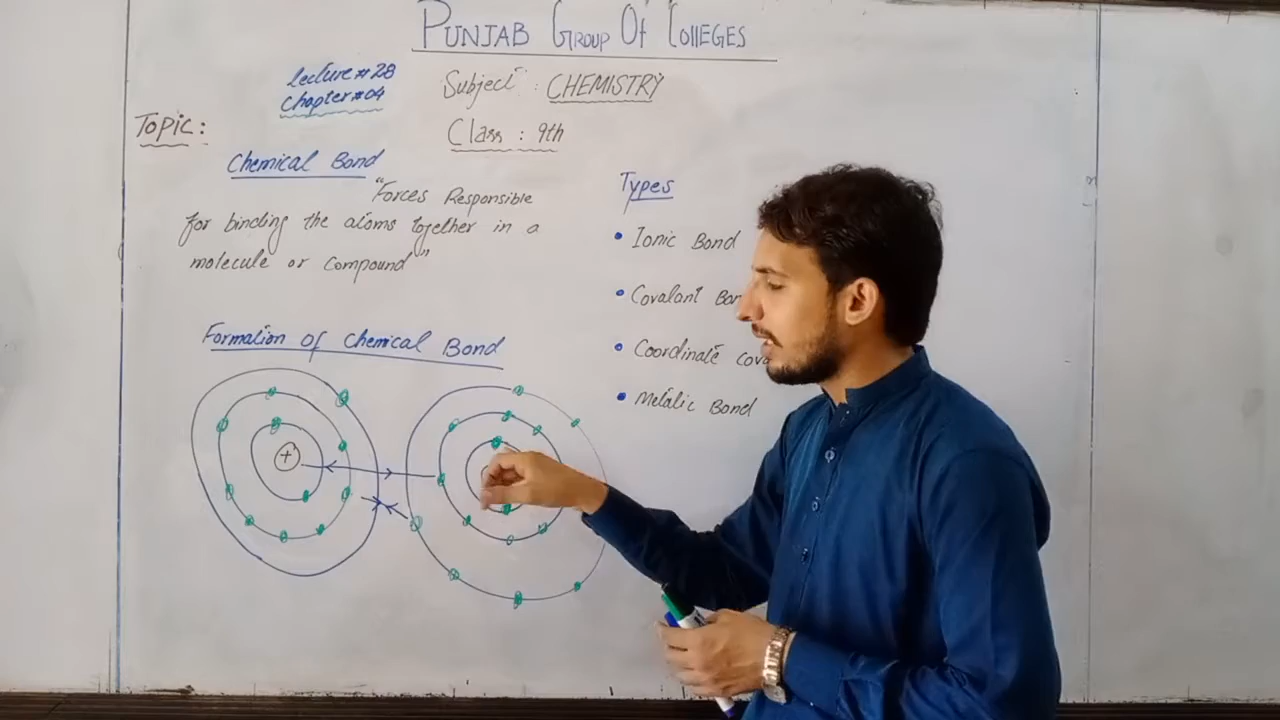 PUNJAB GROUP OF COllEGES
Lecture # 28
Chapter # 04
Subject : CHEMISTRY
Class : 9th
TOPIC :
Chemical Bond
"Forces Responsible
for binding the atoms together in a
molecule or compound"
Types
• Ionic Bond
• Covalant
• Coordinate
• Metalic Bond
Formation of Chemical Bond
+